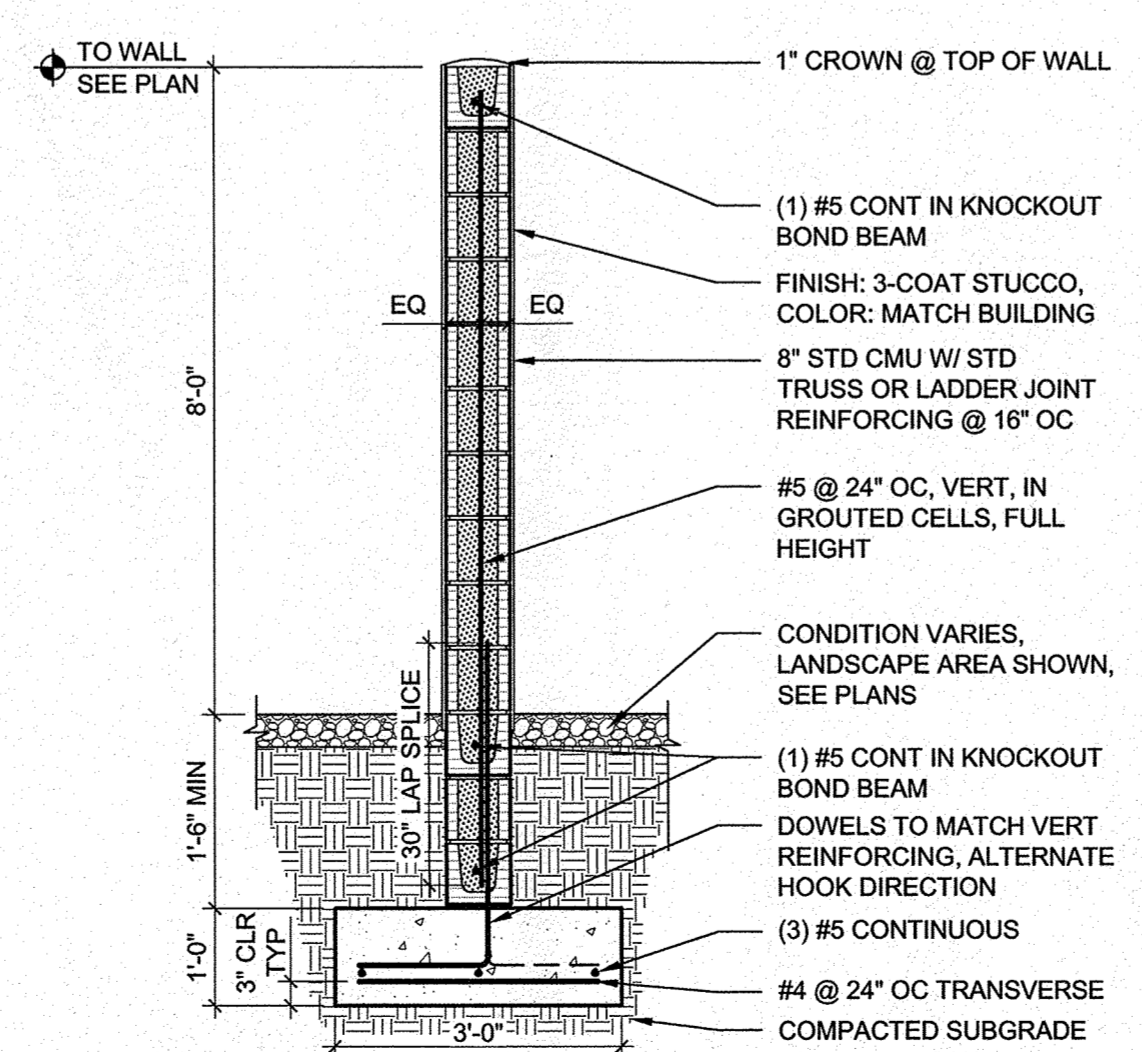 TO WALL
SEE PLAN
1" CROWN @ TOP OF WALL
(1) #5 CONT IN KNOCKOUT
BOND BEAM
FINISH: 3-COAT STUCCO,
COLOR: MATCH BUILDING
EQ
EQ
8" STD CMU W/ STD
TRUSS OR LADDER JOINT
REINFORCING @ 16" OC
8'-0"
#5 @ 24" OC, VERT, IN
GROUTED CELLS, FULL
HEIGHT
CONDITION VARIES,
LANDSCAPE AREA SHOWN,
SEE PLANS
30" LAP SPLICE
1'-6" MIN
(1) #5 CONT IN KNOCKOUT
BOND BEAM
DOWELS TO MATCH VERT
REINFORCING, ALTERNATE
HOOK DIRECTION
(3) #5 CONTINUOUS
1'-0"
3" CLR
TYP
#4 @ 24" OC TRANSVERSE
3'-0"
COMPACTED SUBGRADE